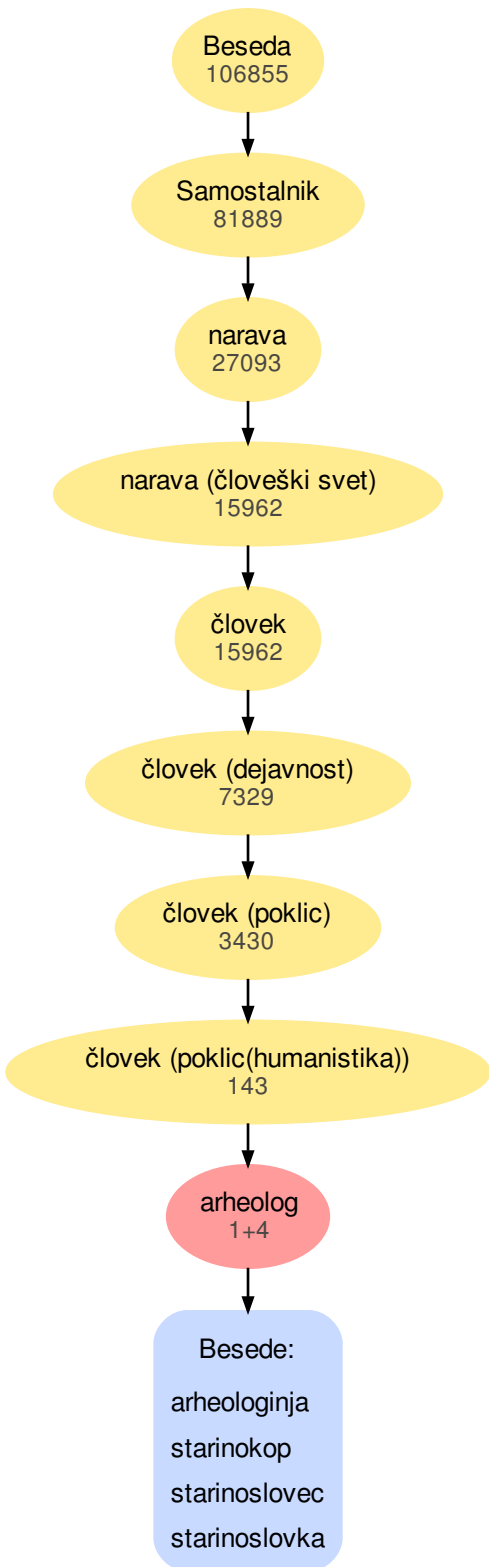 Beseda
106855
Samostalnik
81889
narava
27093
narava (človeški svet)
15962
človek
15962
človek (dejavnost)
7329
človek (poklic)
3430
človek (poklic(humanistika))
143
arheolog
1+4
Besede:
arheologinja
starinokop
starinoslovec
starinoslovka